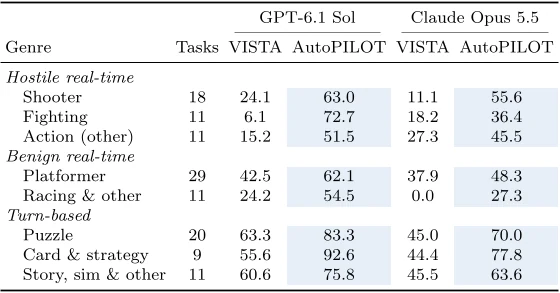 GPT-6.1 Sol Claude Opus 5.5
Genre Tasks VISTA AutoPILOT VISTA AutoPILOT
Hostile real-time
Shooter 18 24.1 63.0 11.1 55.6
Fighting 11 6.1 72.7 18.2 36.4
Action (other) 11 15.2 51.5 27.3 45.5
Benign real-time
Platformer 29 42.5 62.1 37.9 48.3
Racing & other 11 24.2 54.5 0.0 27.3
Turn-based
Puzzle 20 63.3 83.3 45.0 70.0
Card & strategy 9 55.6 92.6 44.4 77.8
Story, sim & other 11 60.6 75.8 45.5 63.6